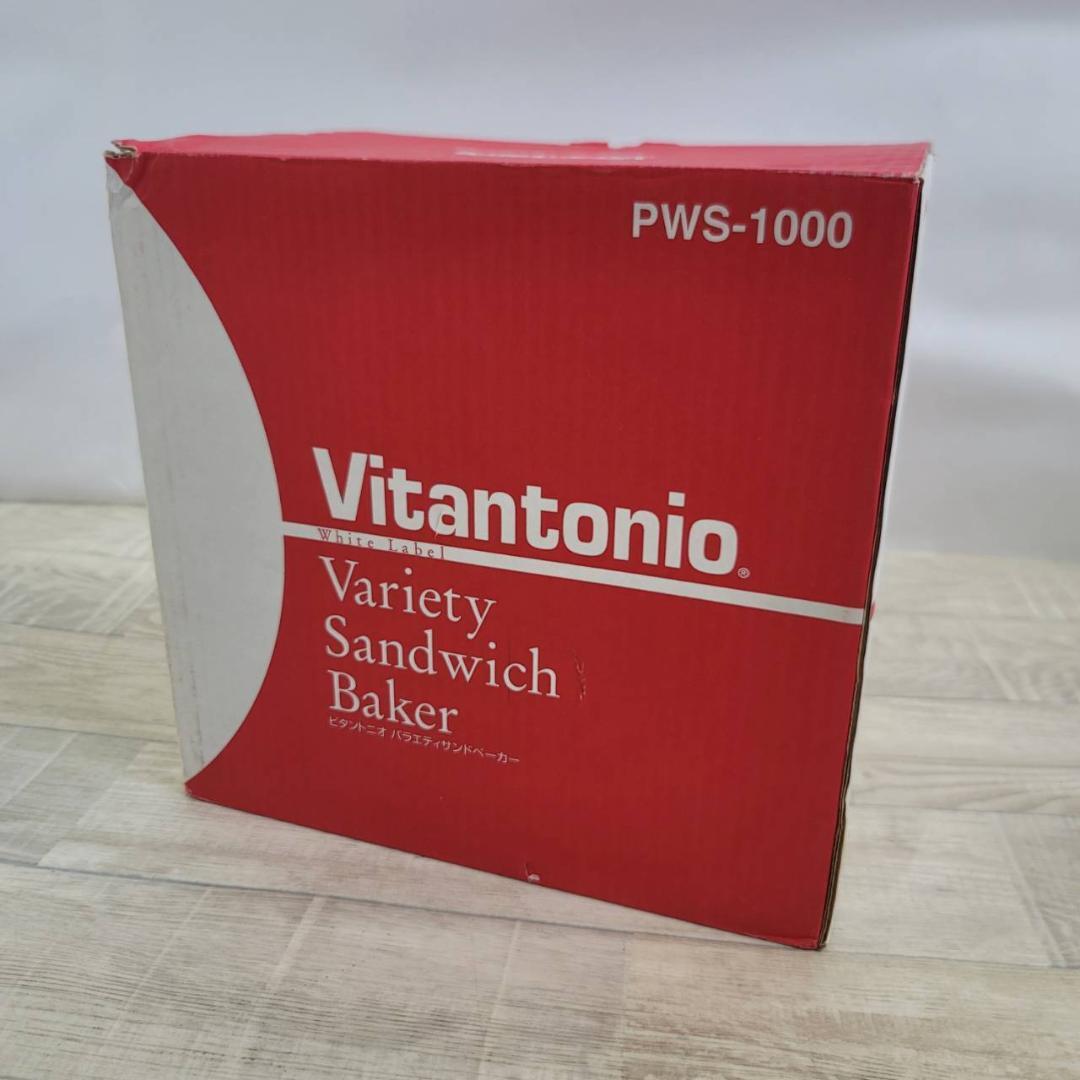 PWS-1000
Vitantonio®
White Label
Variety
Sandwich
Baker
ビタントニオ バラエティサンドベーカー